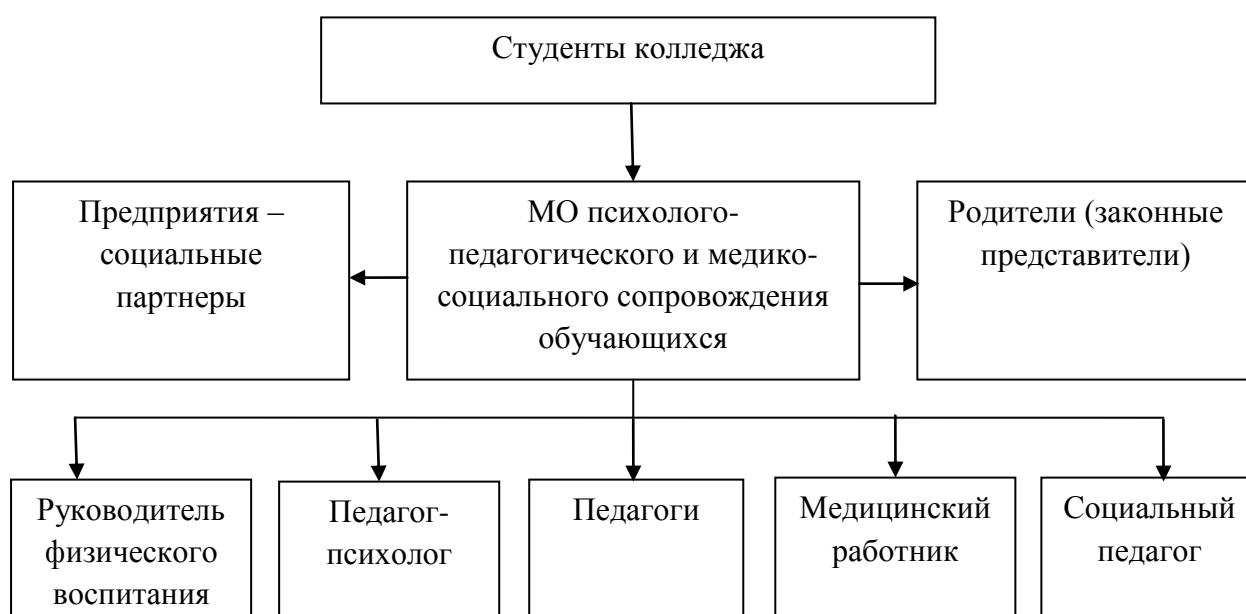 Студенты колледжа
Предприятия –
социальные
партнеры
МО психолого-
педагогического и медико-
социального сопровождения
обучающихся
Родители (законные
представители)
Руководитель
физического
воспитания
Педагог-
психолог
Педагоги
Медицинский
работник
Социальный
педагог